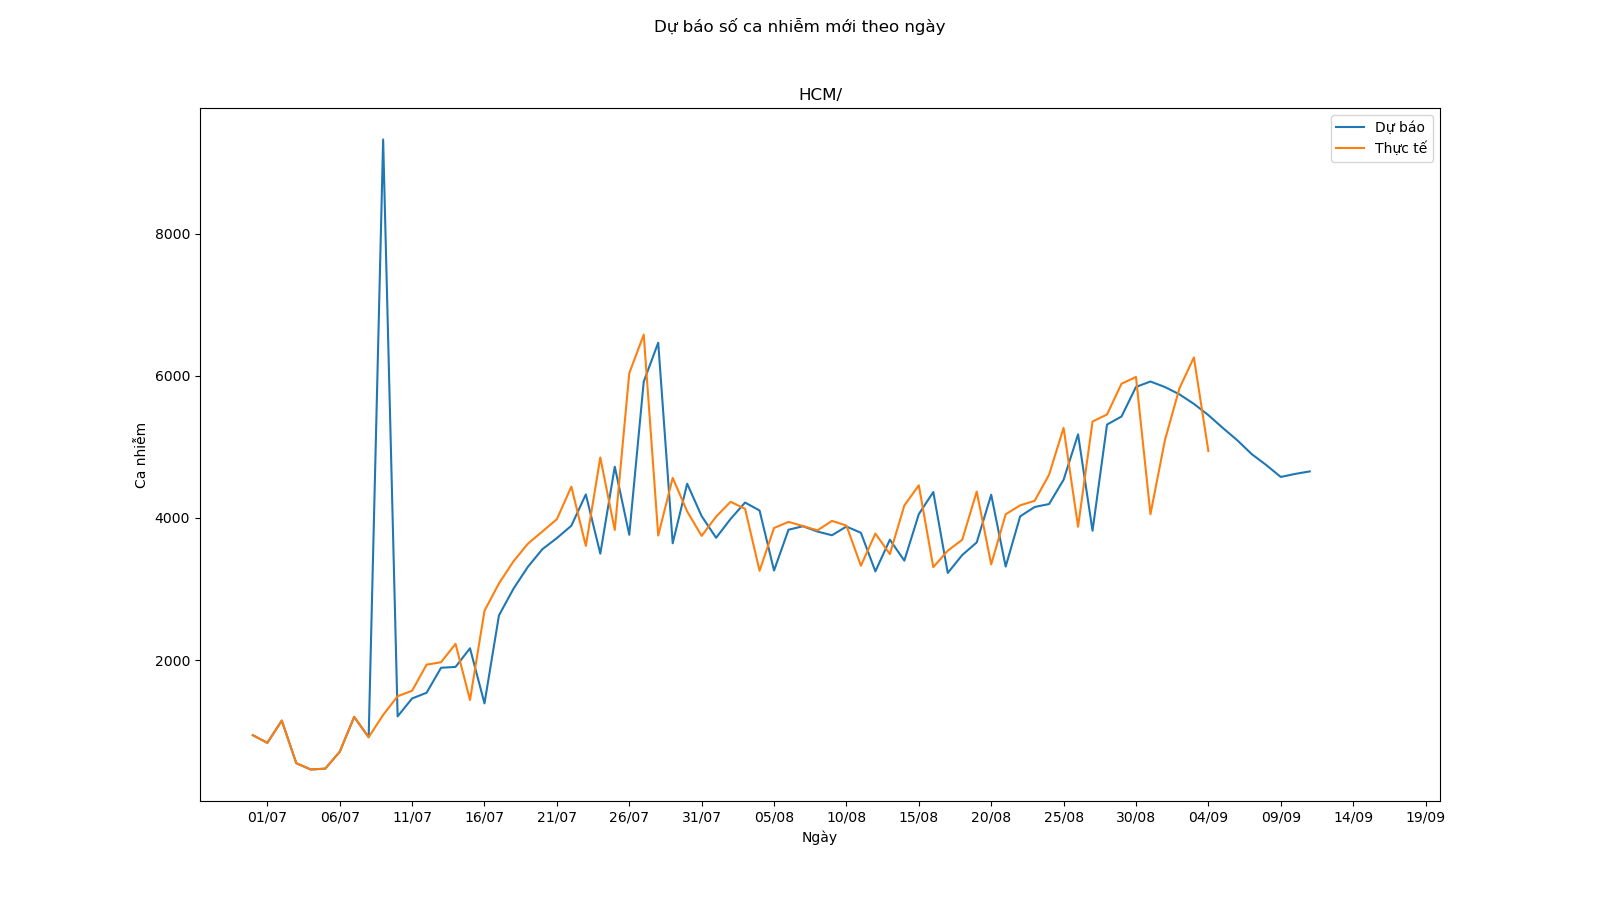 Dự báo số ca nhiễm mới theo ngày
HCM/
Dự báo
Thực tế
8000
6000
4000
2000
Ca nhiễm
01/07 06/07 11/07 16/07 21/07 26/07 31/07 05/08 10/08 15/08 20/08 25/08 30/08 04/09 09/09 14/09 19/09
Ngày